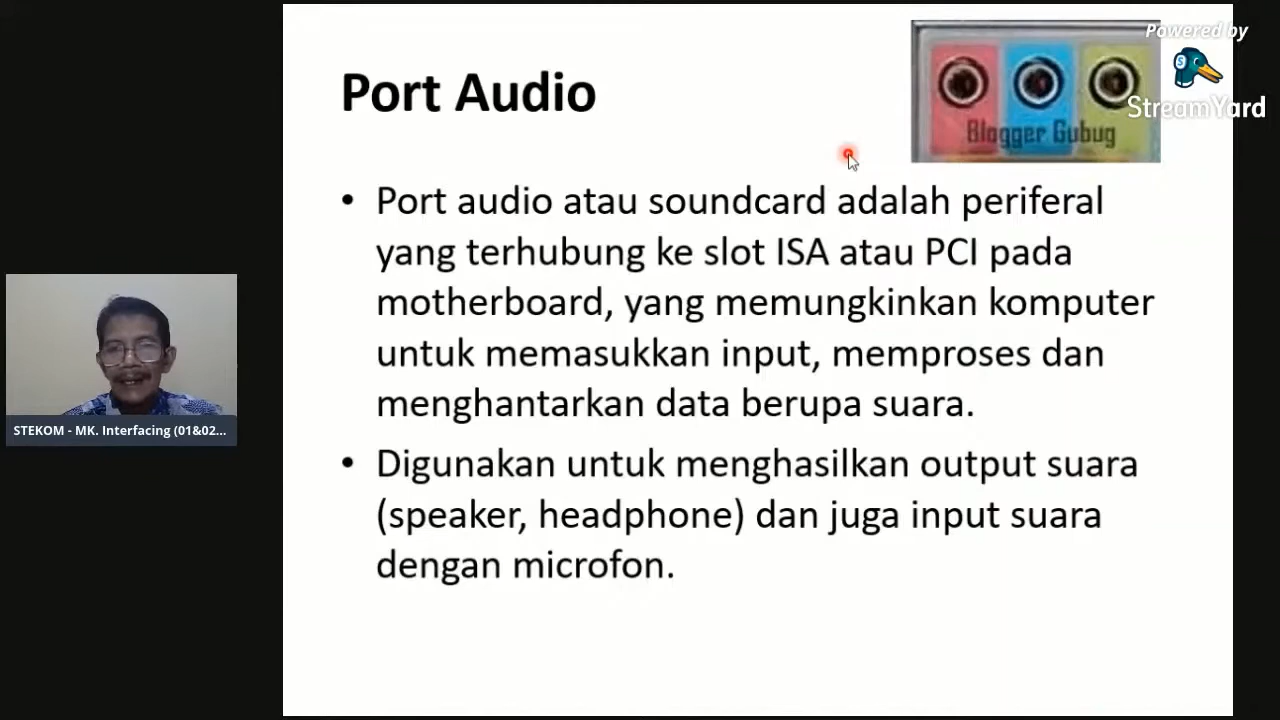 Powered by
StreamYard
Port Audio
Blogger Gubug
• Port audio atau soundcard adalah periferal
yang terhubung ke slot ISA atau PCI pada
motherboard, yang memungkinkan komputer
untuk memasukkan input, memproses dan
menghantarkan data berupa suara.
• Digunakan untuk menghasilkan output suara
(speaker, headphone) dan juga input suara
dengan microfon.
STEKOM - MK. Interfacing (01&02...